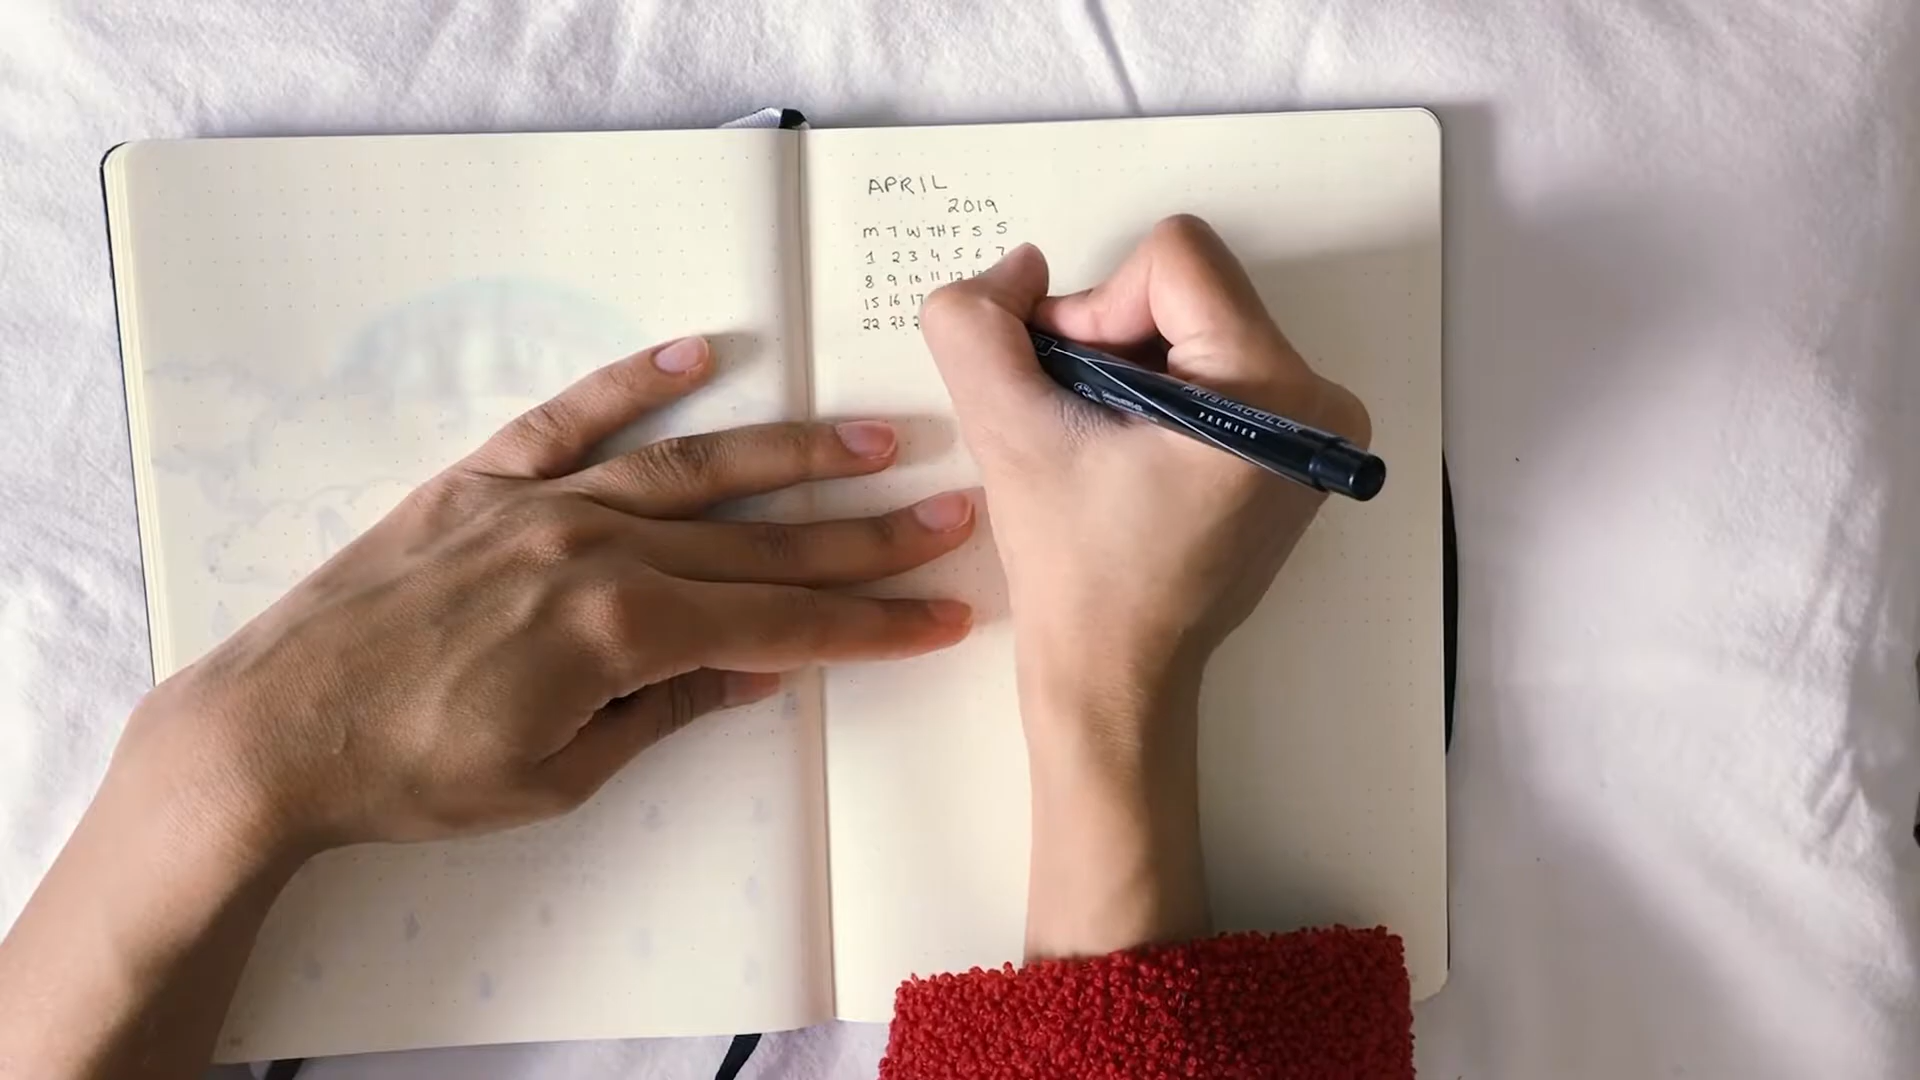 APRIL
2019
M T W TH F S S
1 2 3 4 5 6 7
8 9 10 11 12
15 16 17
22 23
PRISMACOLOR
PREMIER